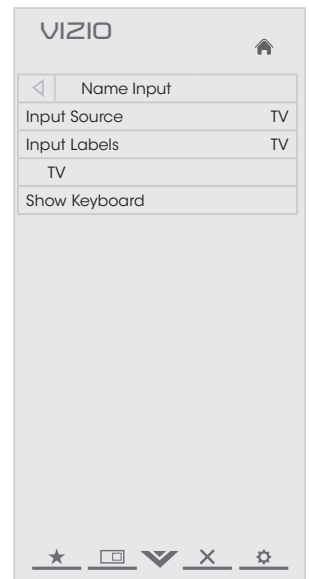 VIZIO
Name Input
Input Source TV
Input Labels TV
TV
Show Keyboard